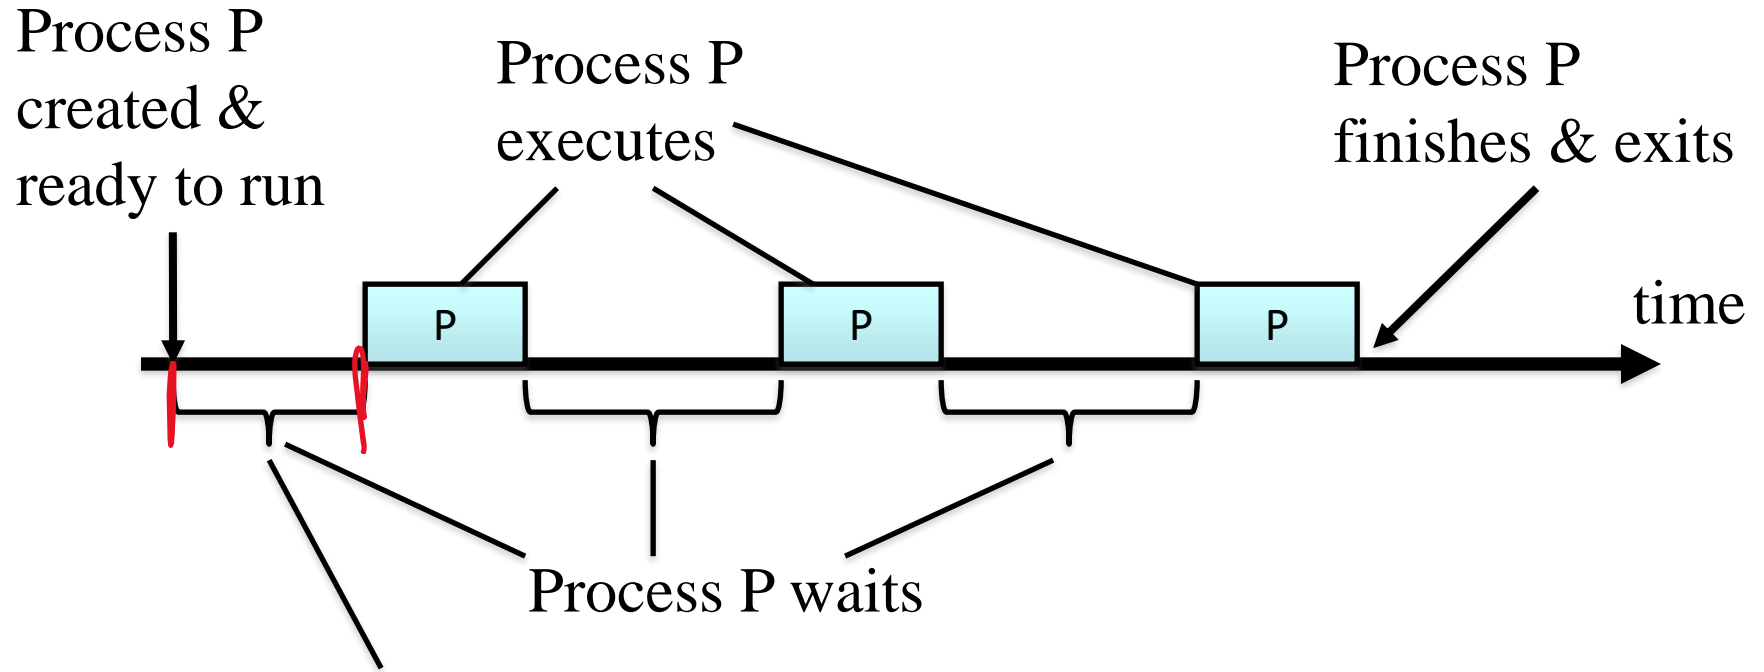 Process P
created &
ready to run
Process P
executes
Process P
finishes & exits
time
P
P
P
Process P waits